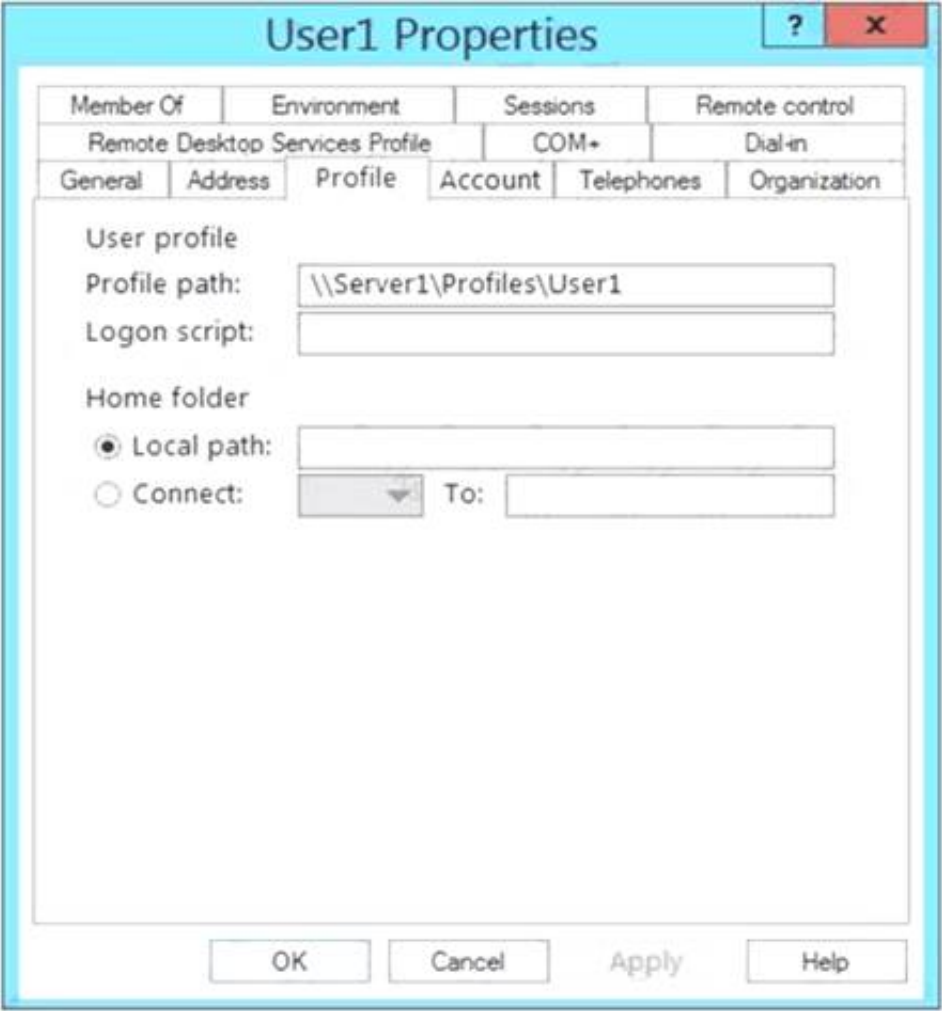 User1 Properties ? x
Member Of Environment Sessions Remote control
Remote Desktop Services Profile COM+ Dial-in
General Address Profile Account Telephones Organization
User profile
Profile path: \\Server1\Profiles\User1
Logon script:
Home folder
Local path:
Connect: To:
OK Cancel Apply Help